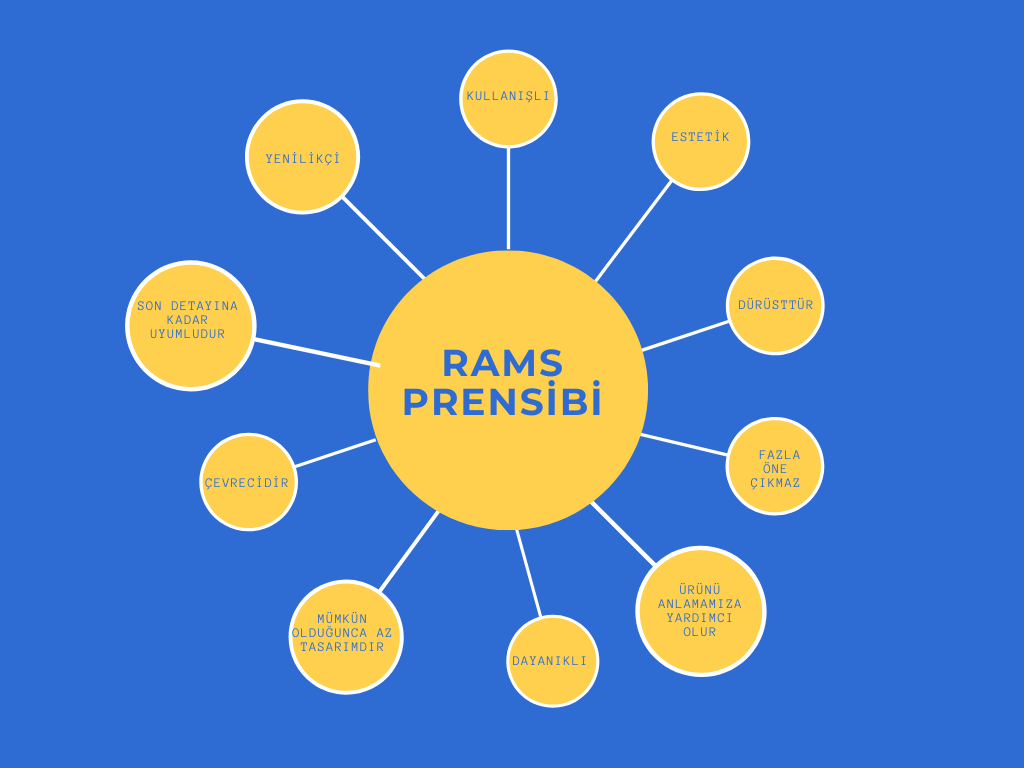 KULLANIŞLI
ESTETİK
YENİLİKÇİ
SON DETAYINA
KADAR
UYUMLUDUR
DÜRÜSTTÜR
RAMS
PRENSİBİ
ÇEVRECİDİR
FAZLA
ÖNE
ÇIKMAZ
ÜRÜNÜ
ANLAMAMIZA
YARDIMCI
OLUR
MÜMKÜN
OLDUĞUNCA AZ
TASARIMDIR
DAYANIKLI